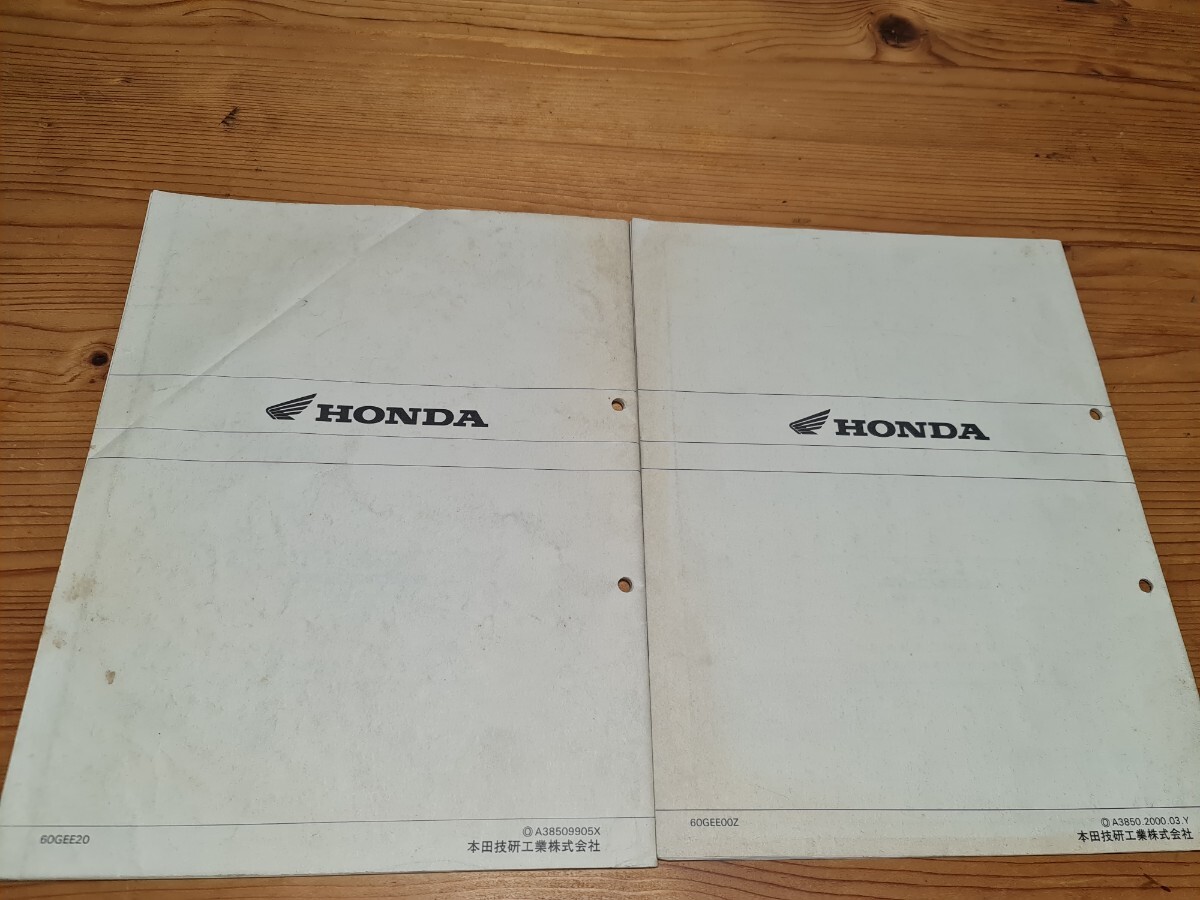 HONDA
60GEE20
Ⓒ A38509905X
本田技研工業株式会社
HONDA
60GEE00Z
Ⓒ A3850.2000.03.Y
本田技研工業株式会社